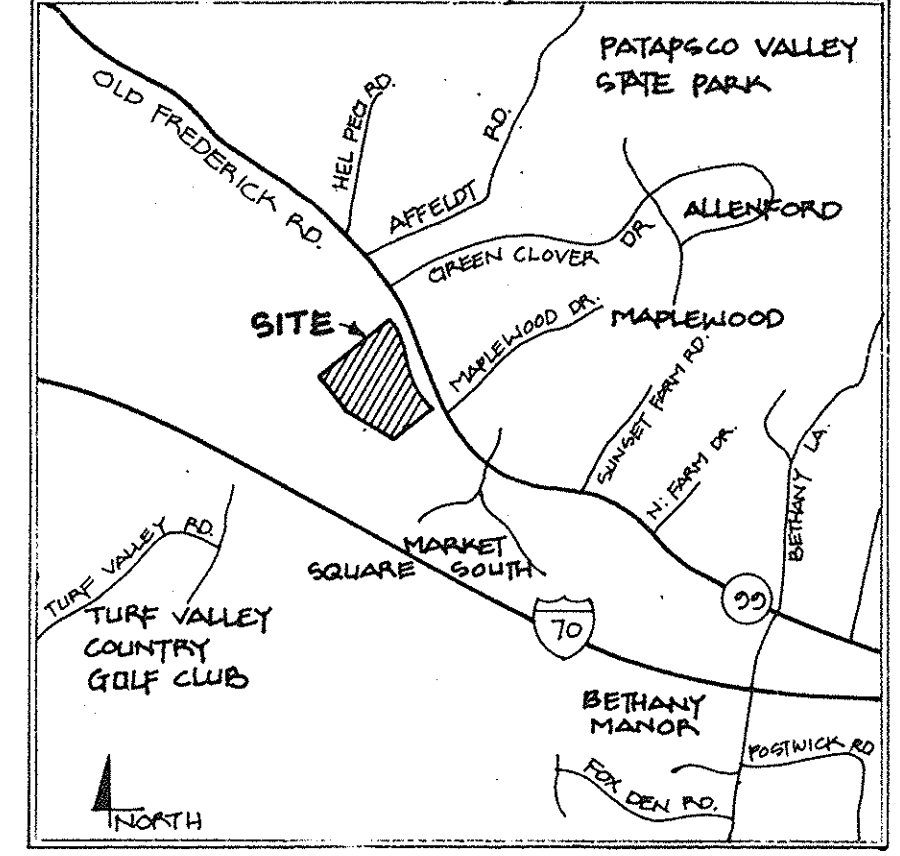 PATAPSCO VALLEY
STATE PARK
OLD FREDERICK RD.
HEL PEG RD.
AFFELDT RD.
GREEN CLOVER DR
ALLENFORD
SITE
MAPLEWOOD DR.
MAPLEWOOD
SUNSET FARM RD.
N. FARM DR.
BETHANY LA.
MARKET
SQUARE SOUTH
TURF VALLEY RD.
TURF VALLEY
COUNTRY
GOLF CLUB
70
99
BETHANY
MANOR
POSTWICK RD
FOX DEN RD.
NORTH